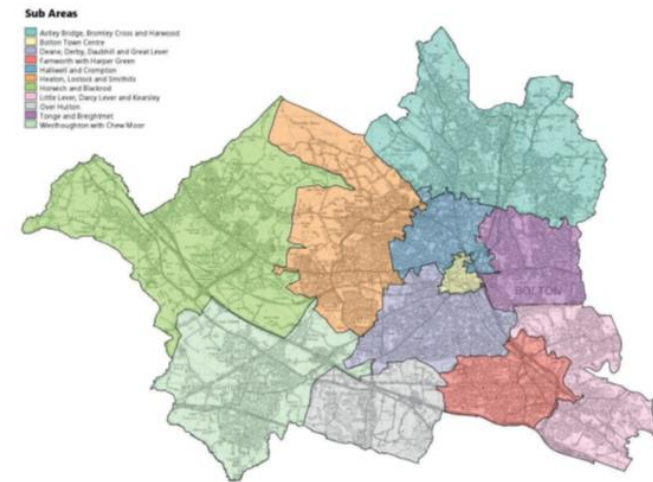 Sub Areas
Astley Bridge, Bromley Cross and Harwood
Bolton Town Centre
Deane, Derby, Daubhill and Great Lever
Farnworth with Harper Green
Halliwell and Crompton
Heaton, Lostock and Smithills
Horwich and Blackrod
Little Lever, Darcy Lever and Kearsley
Over Hulton
Tonge and Breightmet
Westhoughton with Chew Moor
BOLTON